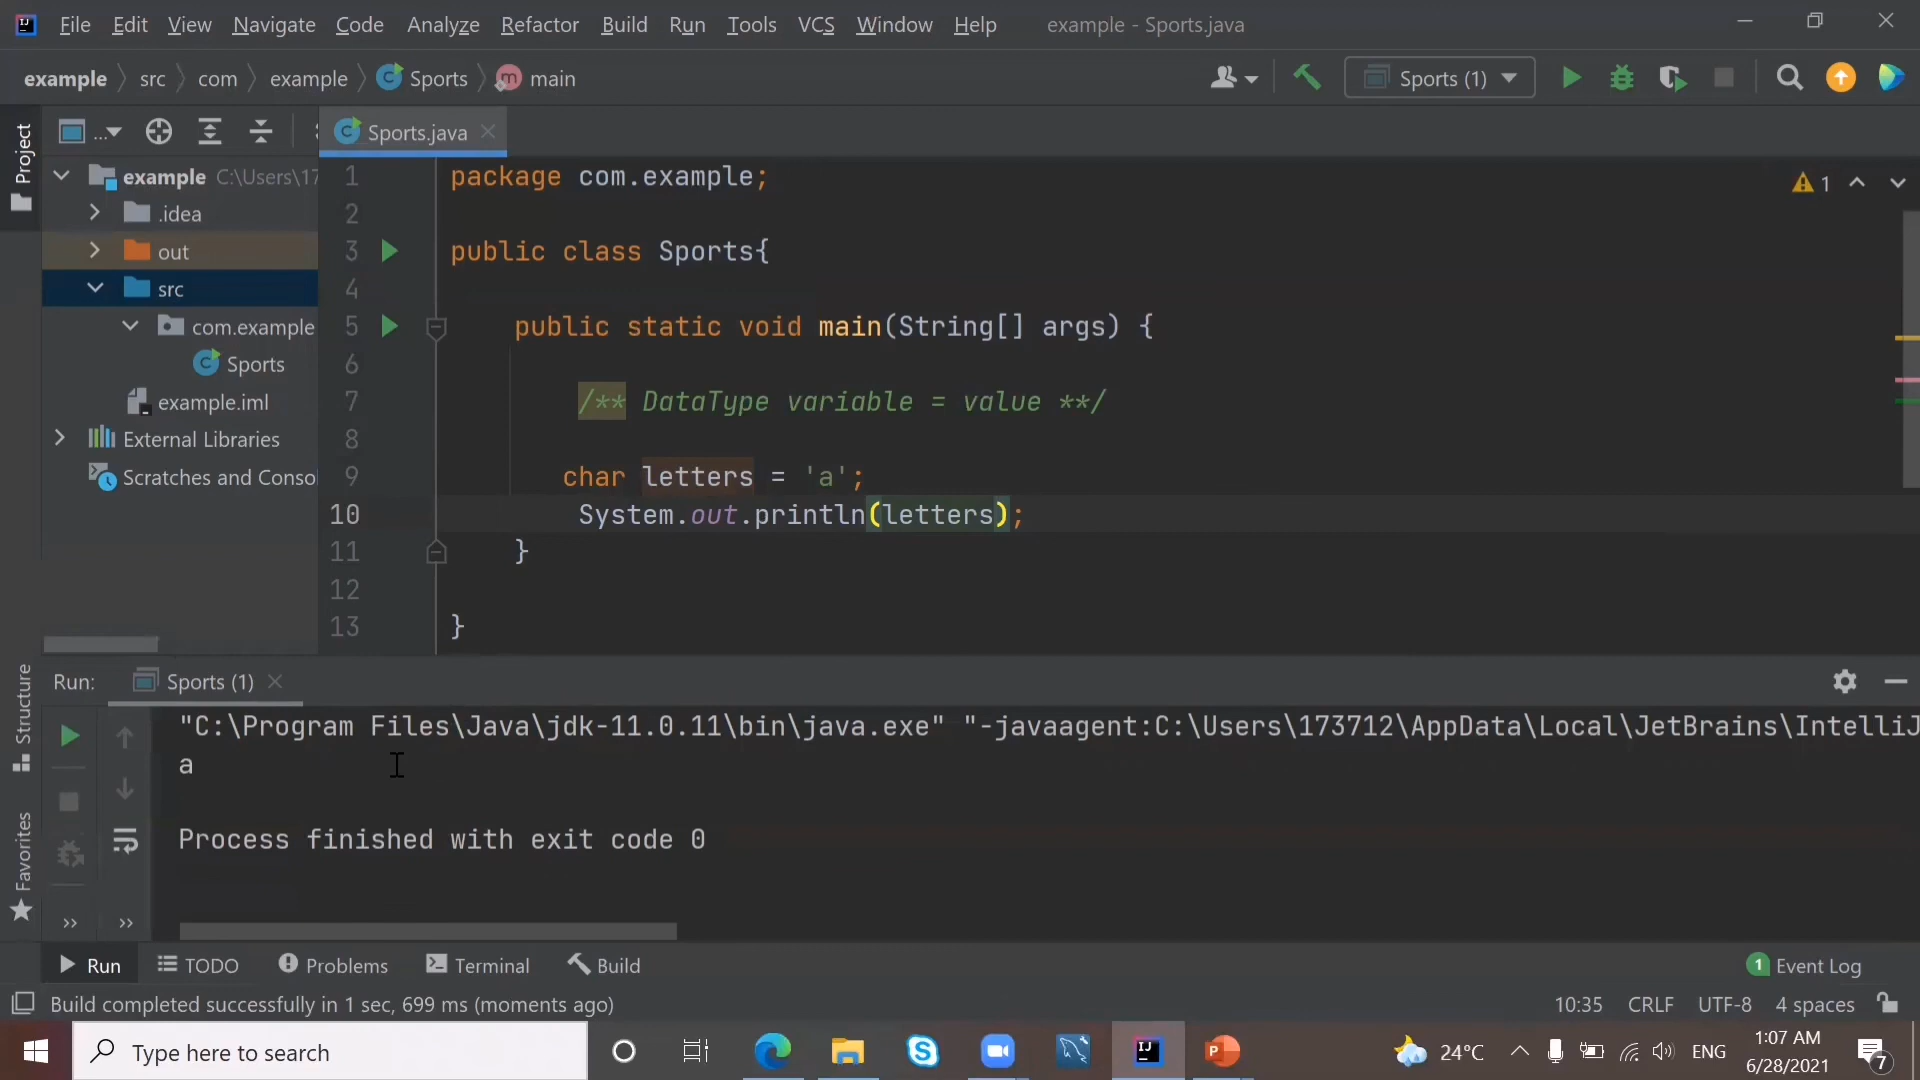 File Edit View Navigate Code Analyze Refactor Build Run Tools VCS Window Help example - Sports.java
example src com example Sports main Sports (1)
Project
... Sports.java
example C:\Users\17
.idea
out
src
com.example
Sports
example.iml
External Libraries
Scratches and Conso
1 package com.example;
2
3 public class Sports{
4
5 public static void main(String[] args) {
6
7 /** DataType variable = value **/
8
9 char letters = 'a';
10 System.out.println(letters);
11 }
12
13 }
1
Structure
Favorites
Run: Sports (1)
"C:\Program Files\Java\jdk-11.0.11\bin\java.exe" "-javaagent:C:\Users\173712\AppData\Local\JetBrains\IntelliJ
a
Process finished with exit code 0
Run TODO Problems Terminal Build 1 Event Log
Build completed successfully in 1 sec, 699 ms (moments ago) 10:35 CRLF UTF-8 4 spaces
Type here to search 24°C ENG 1:07 AM
6/28/2021 7